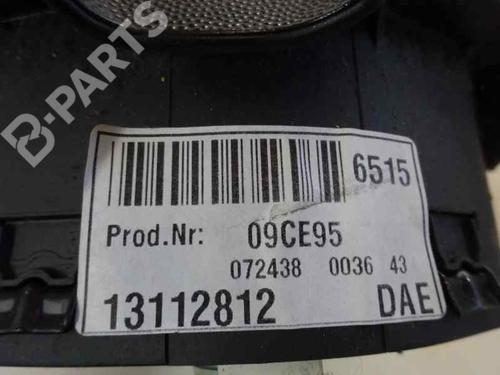 B-PARTS
6515
Prod.Nr: 09CE95
072438 0036 43
13112812 DAE